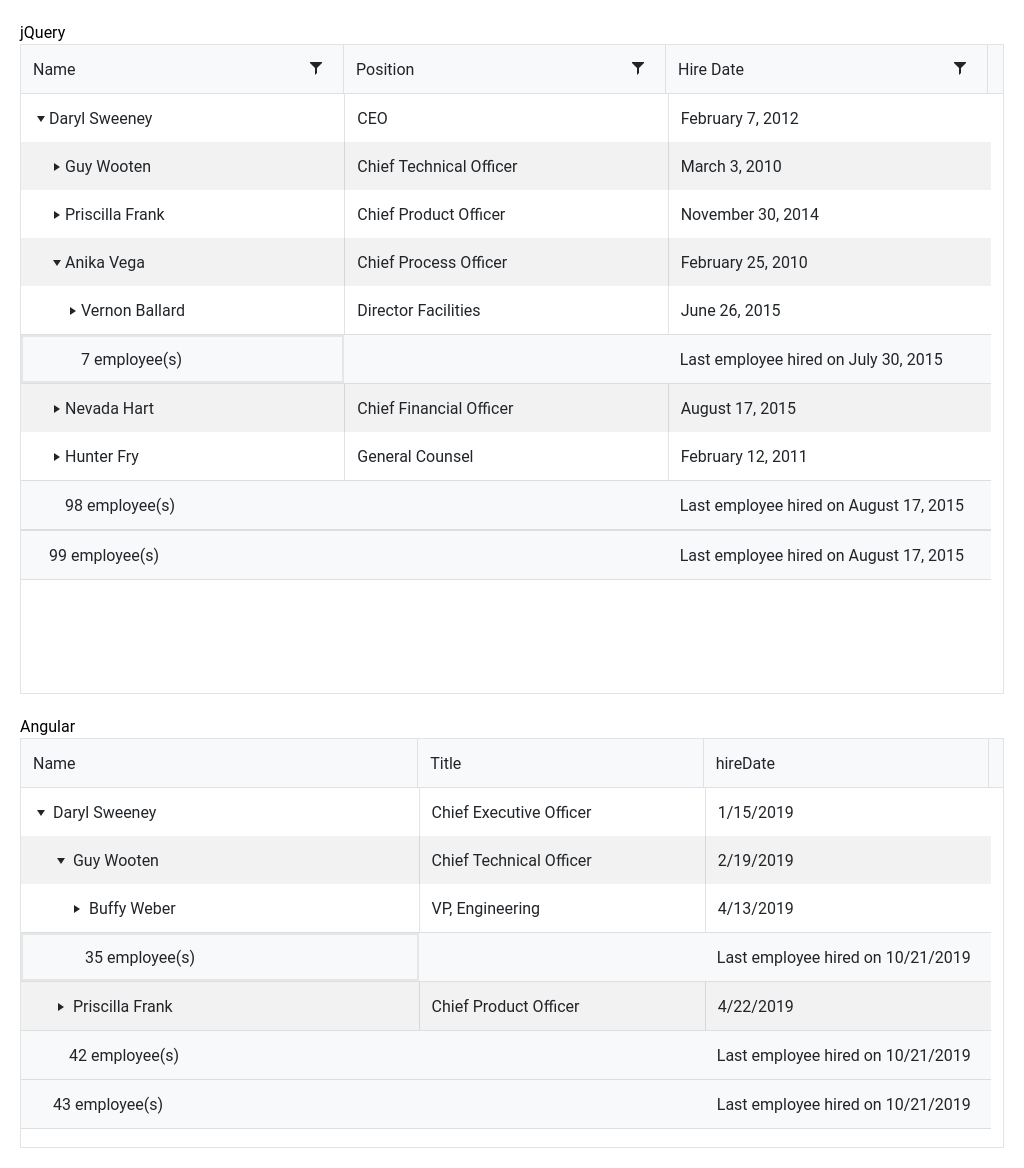 jQuery
Name Position Hire Date
Daryl Sweeney CEO February 7, 2012
Guy Wooten Chief Technical Officer March 3, 2010
Priscilla Frank Chief Product Officer November 30, 2014
Anika Vega Chief Process Officer February 25, 2010
Vernon Ballard Director Facilities June 26, 2015
7 employee(s) Last employee hired on July 30, 2015
Nevada Hart Chief Financial Officer August 17, 2015
Hunter Fry General Counsel February 12, 2011
98 employee(s) Last employee hired on August 17, 2015
99 employee(s) Last employee hired on August 17, 2015
Angular
Name Title hireDate
Daryl Sweeney Chief Executive Officer 1/15/2019
Guy Wooten Chief Technical Officer 2/19/2019
Buffy Weber VP, Engineering 4/13/2019
35 employee(s) Last employee hired on 10/21/2019
Priscilla Frank Chief Product Officer 4/22/2019
42 employee(s) Last employee hired on 10/21/2019
43 employee(s) Last employee hired on 10/21/2019